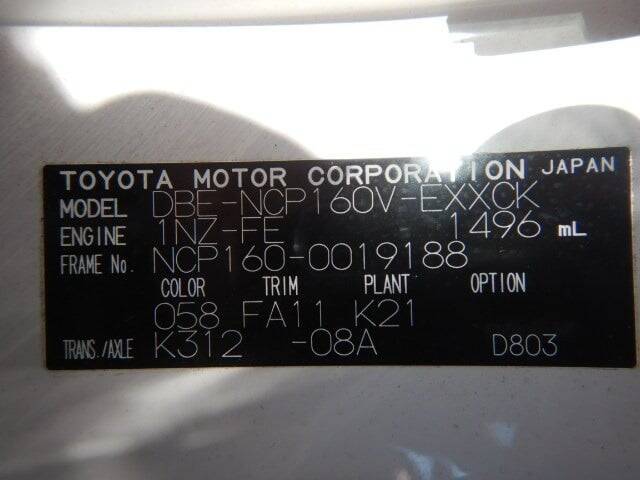 TOYOTA MOTOR CORPORATION JAPAN
MODEL DBE-NCP160V-EXXCK
ENGINE 1NZ-FE 1496 mL
FRAME No. NCP160-0019188
COLOR TRIM PLANT OPTION
058 FA11 K21
TRANS./AXLE K312 -08A D803